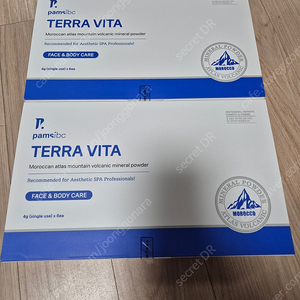 pamsibc
TERRA VITA
Moroccan atlas mountain volcanic mineral powder
Recommended for Aesthetic SPA Professionals!
FACE & BODY CARE
4g (single use) x 6ea
MINERAL POWDER
MOROCCO
ATLAS VOLCANIC
pamsibc
TERRA VITA
Moroccan atlas mountain volcanic mineral powder
Recommended for Aesthetic SPA Professionals!
FACE & BODY CARE
4g (single use) x 6ea
MINERAL POWDER
MOROCCO
ATLAS VOLCANIC
secret DR